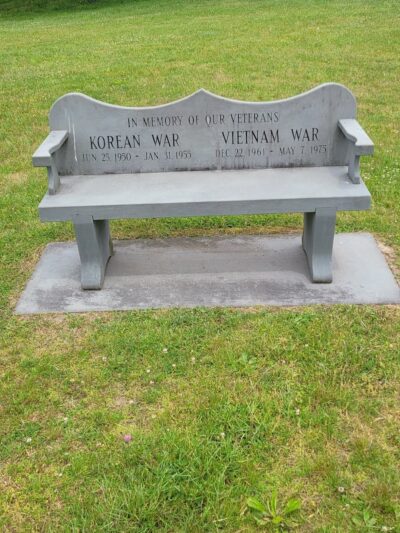 IN MEMORY OF OUR VETERANS
KOREAN WAR VIETNAM WAR
JUN 25, 1950 - JAN 31, 1955 DEC 22, 1961 - MAY 7, 1975